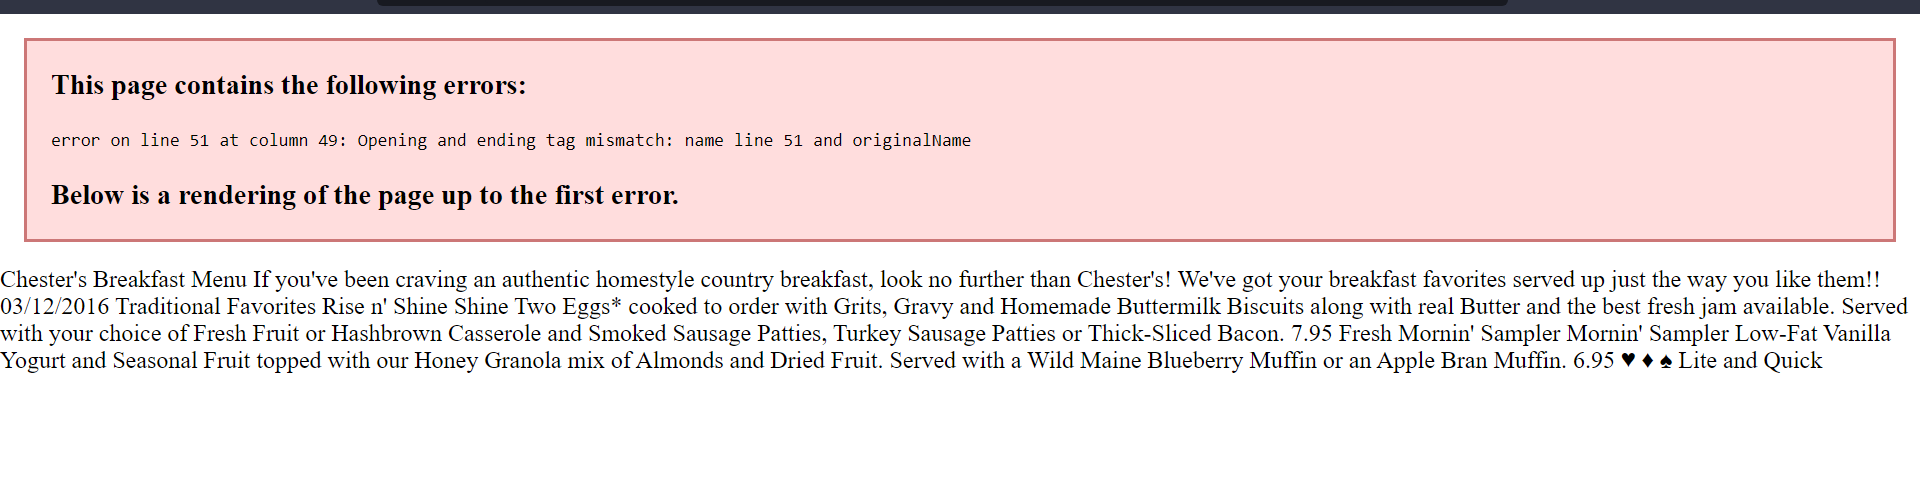 This page contains the following errors:
error on line 51 at column 49: Opening and ending tag mismatch: name line 51 and originalName
Below is a rendering of the page up to the first error.
Chester's Breakfast Menu If you've been craving an authentic homestyle country breakfast, look no further than Chester's! We've got your breakfast favorites served up just the way you like them!!
03/12/2016 Traditional Favorites Rise n' Shine Shine Two Eggs* cooked to order with Grits, Gravy and Homemade Buttermilk Biscuits along with real Butter and the best fresh jam available. Served
with your choice of Fresh Fruit or Hashbrown Casserole and Smoked Sausage Patties, Turkey Sausage Patties or Thick-Sliced Bacon. 7.95 Fresh Mornin' Sampler Mornin' Sampler Low-Fat Vanilla
Yogurt and Seasonal Fruit topped with our Honey Granola mix of Almonds and Dried Fruit. Served with a Wild Maine Blueberry Muffin or an Apple Bran Muffin. 6.95 ♥ ♦ ♠ Lite and Quick